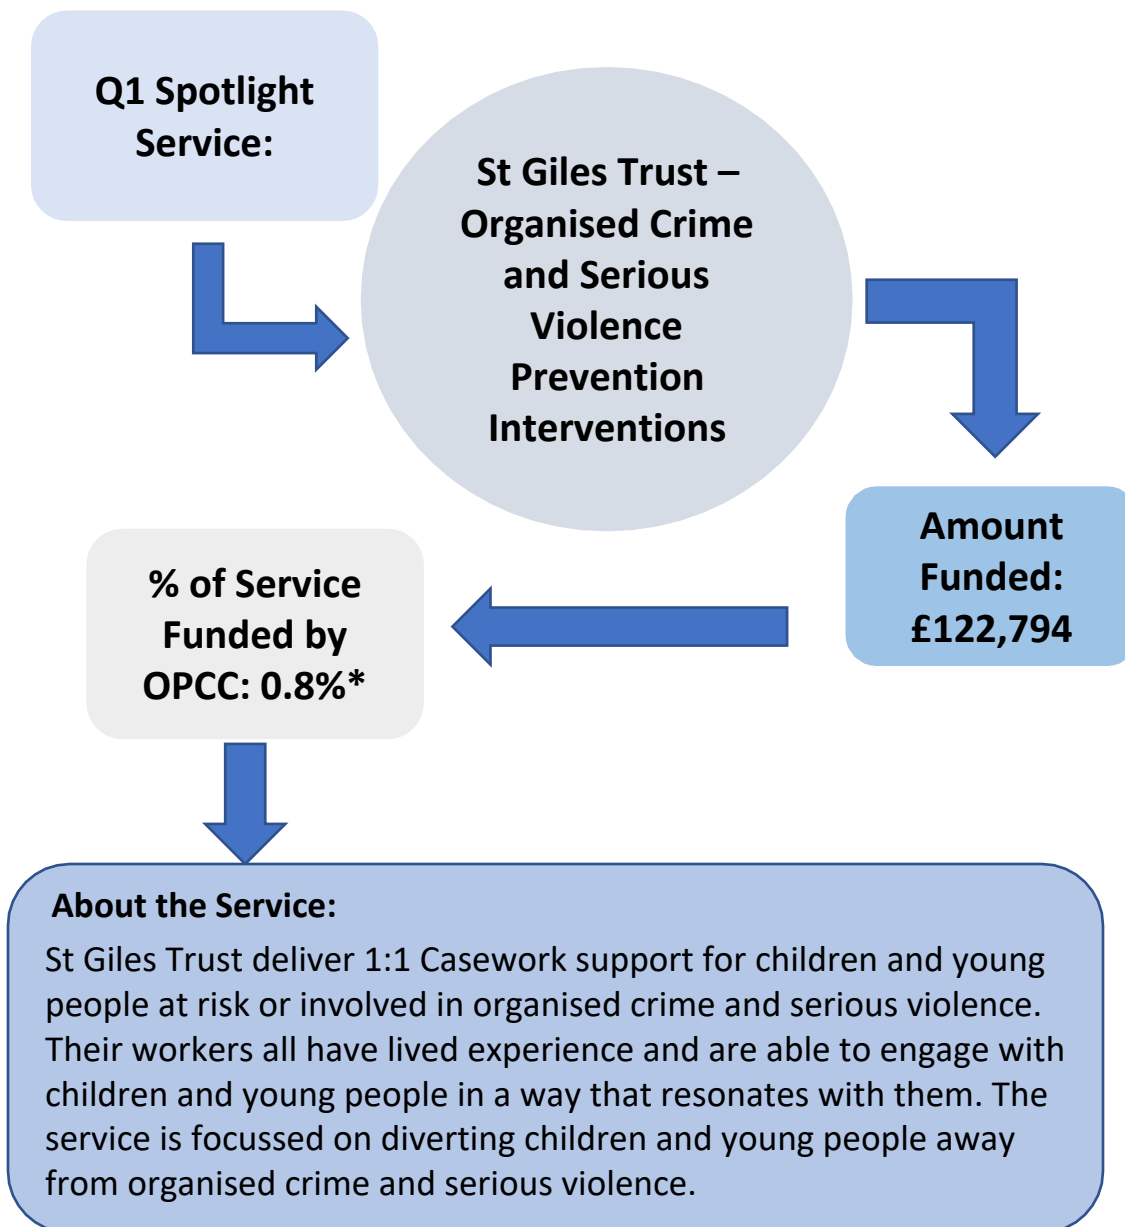 Q1 Spotlight
Service:
St Giles Trust –
Organised Crime
and Serious
Violence
Prevention
Interventions
Amount
Funded:
£122,794
% of Service
Funded by
OPCC: 0.8%*
About the Service:
St Giles Trust deliver 1:1 Casework support for children and young
people at risk or involved in organised crime and serious violence.
Their workers all have lived experience and are able to engage with
children and young people in a way that resonates with them. The
service is focussed on diverting children and young people away
from organised crime and serious violence.